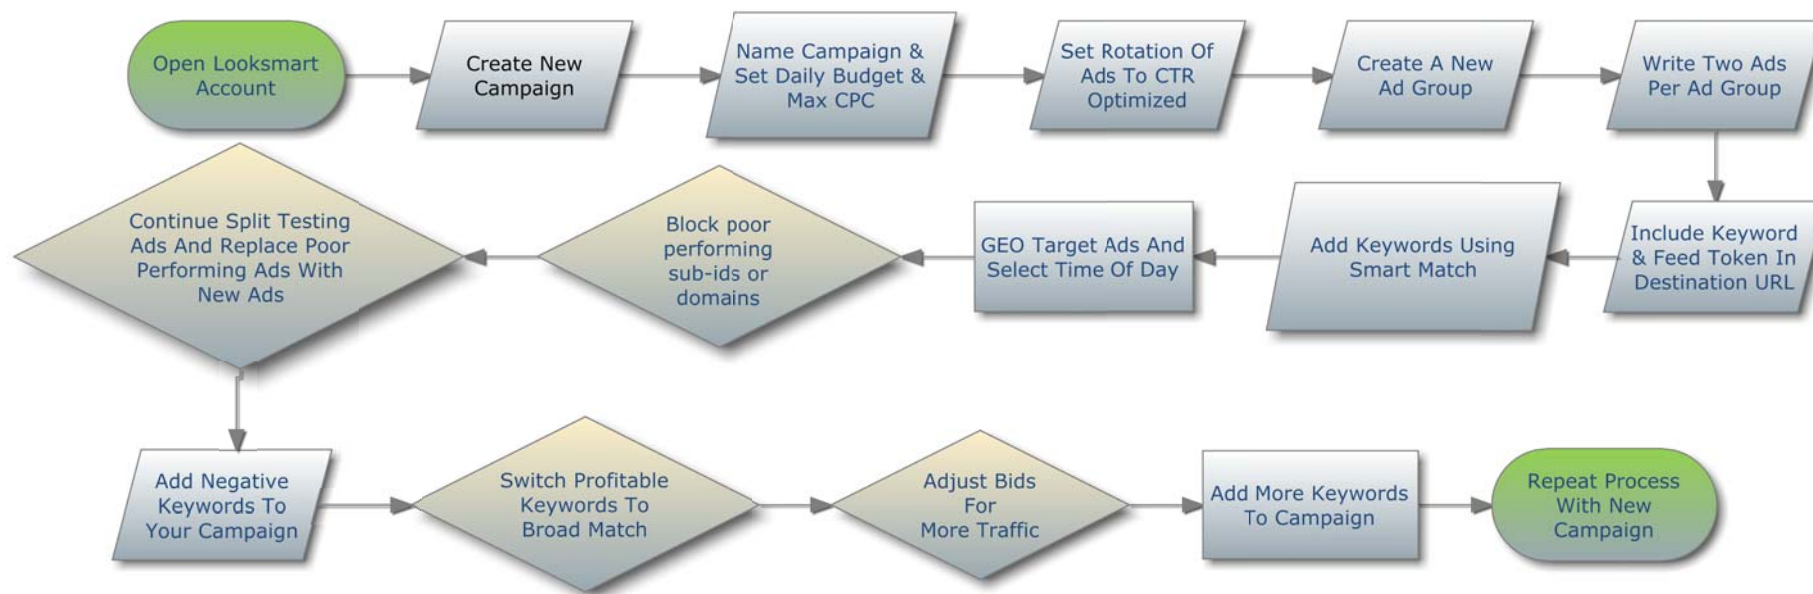 Open Looksmart
Account
Create New
Campaign
Name Campaign &
Set Daily Budget &
Max CPC
Set Rotation Of
Ads To CTR
Optimized
Create A New
Ad Group
Write Two Ads
Per Ad Group
Include Keyword
& Feed Token In
Destination URL
Add Keywords Using
Smart Match
GEO Target Ads And
Select Time Of Day
Block poor
performing
sub-ids or
domains
Continue Split Testing
Ads And Replace Poor
Performing Ads With
New Ads
Add Negative
Keywords To
Your Campaign
Switch Profitable
Keywords To
Broad Match
Adjust Bids
For
More Traffic
Add More Keywords
To Campaign
Repeat Process
With New
Campaign